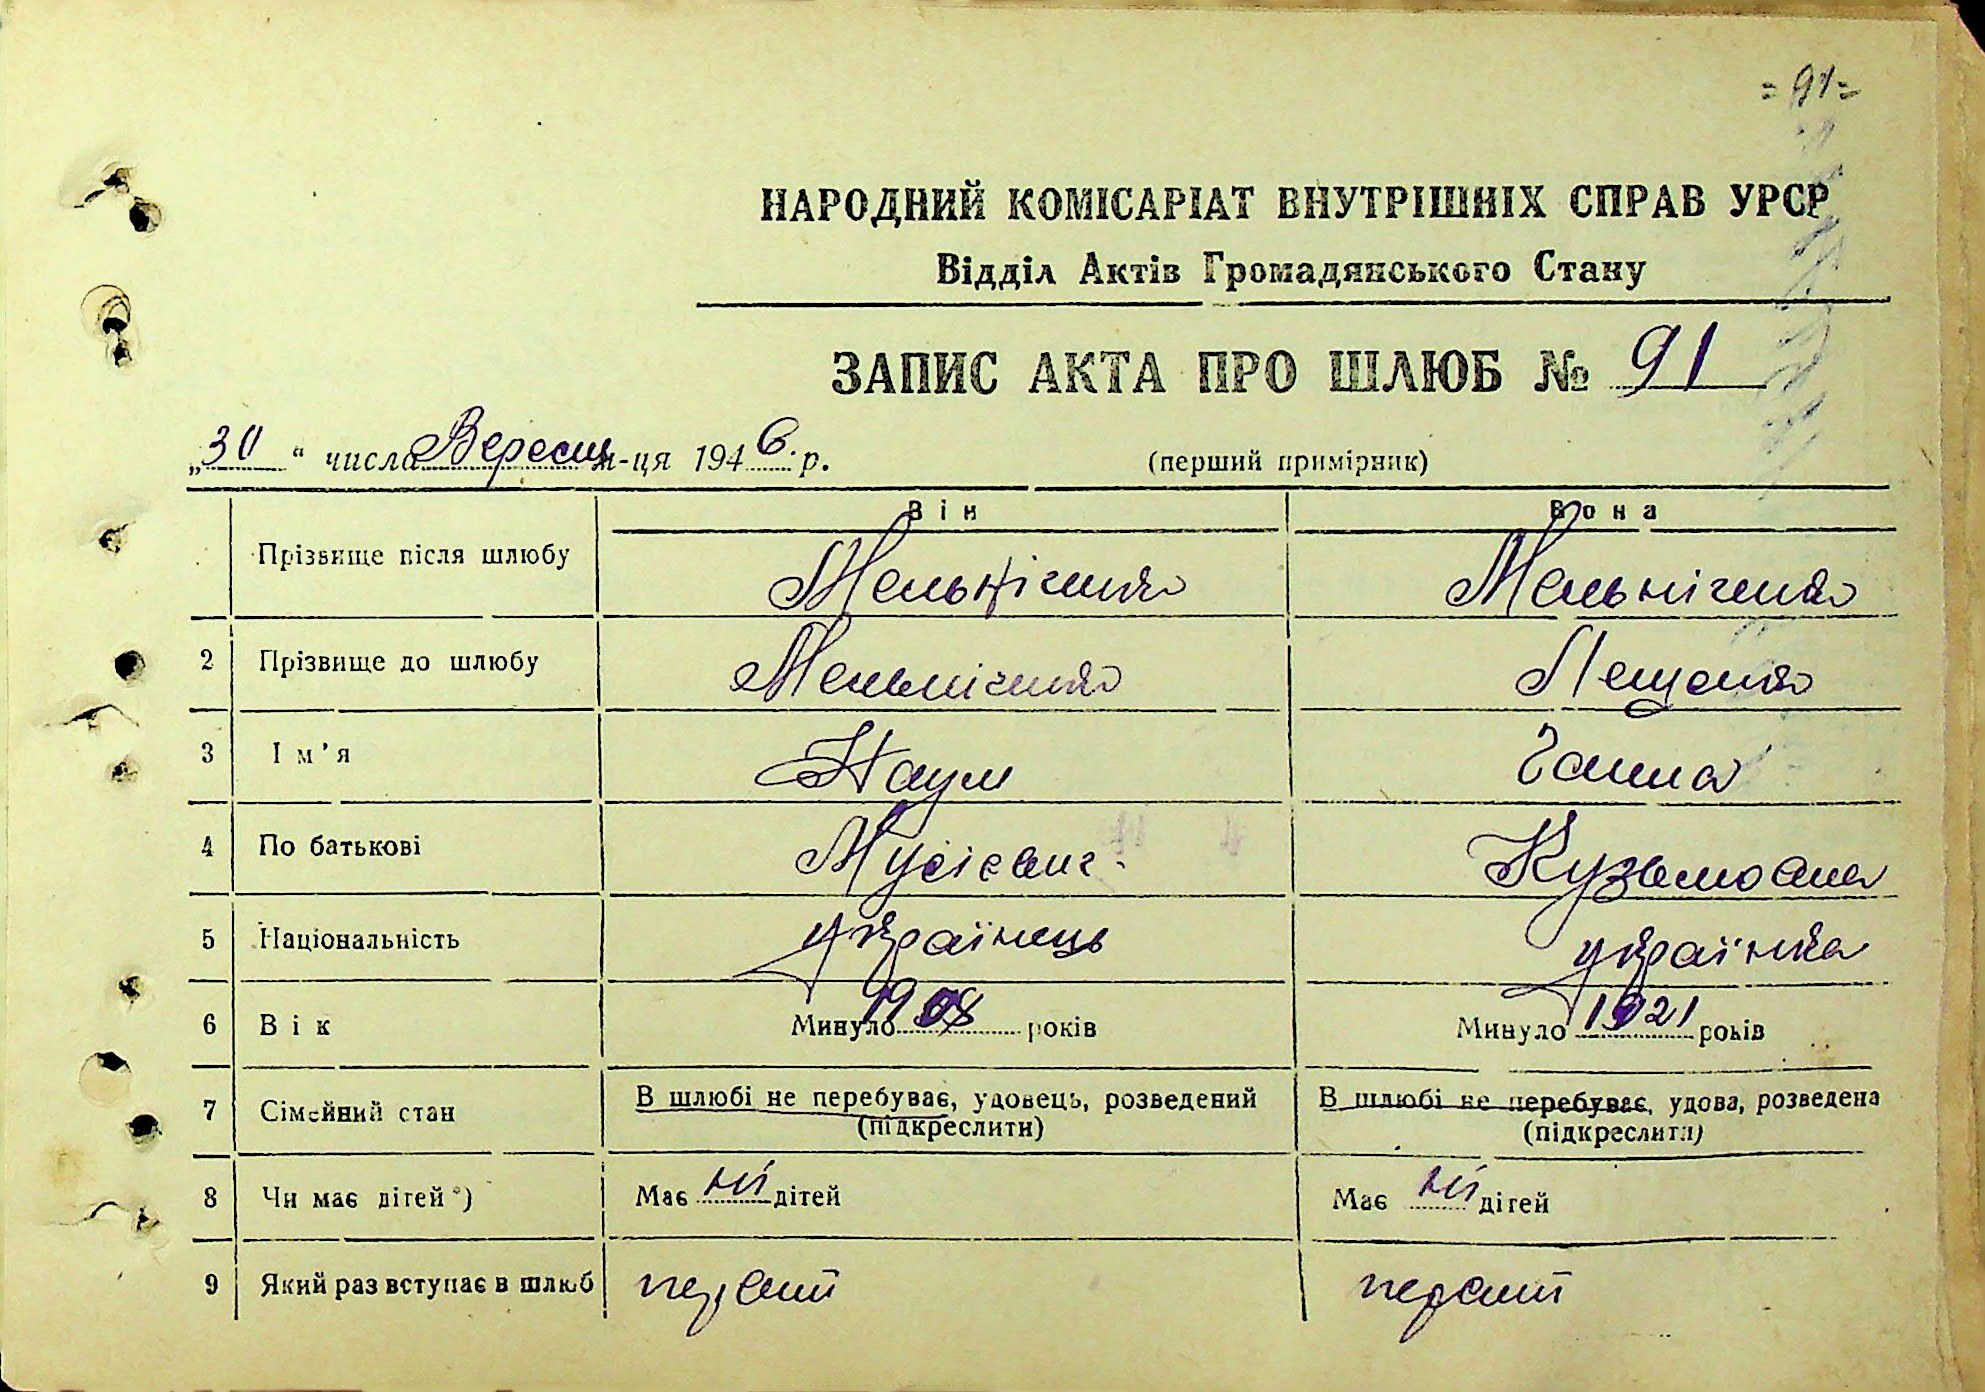 =91=
НАРОДНИЙ КОМІСАРІАТ ВНУТРІШНІХ СПРАВ УРСР
Відділ Актів Громадянського Стану
ЗАПИС АКТА ПРО ШЛЮБ № 91
„30" числа Вересня м-ця 1946 р. (перший примірник)
Він Вона
Прізвище після шлюбу Мельніченко Мельніченко
2 Прізвище до шлюбу Мельніченко Лещенко
3 Ім'я Наум Ганна
4 По батькові Мусієвич Кузьмовна
5 Національність українець українка
6 Вік Минуло 1908 років Минуло 1921 років
7 Сімейний стан В шлюбі не перебуває, удовець, розведений В шлюбі не перебуває, удова, розведена
(підкреслити) (підкреслити)
8 Чи має дітей*) Має ні дітей Має ні дітей
9 Який раз вступає в шлюб перший перший